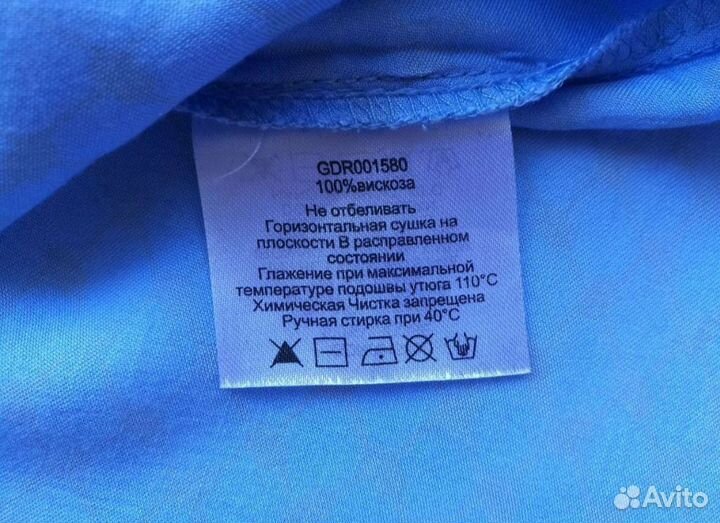 GDR001580
100%вискоза
Не отбеливать
Горизонтальная сушка на
плоскости В расправленном
состоянии
Глажение при максимальной
температуре подошвы утюга 110°C
Химическая Чистка запрещена
Ручная стирка при 40°C
Avito